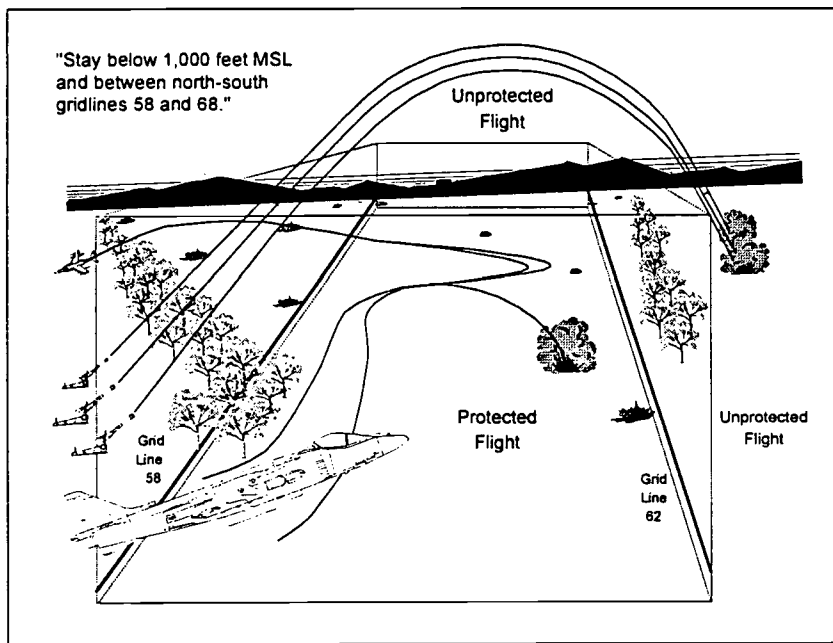 "Stay below 1,000 feet MSL
and between north-south
gridlines 58 and 68."
Unprotected
Flight
Protected
Flight
Unprotected
Flight
Grid
Line
58
Grid
Line
62